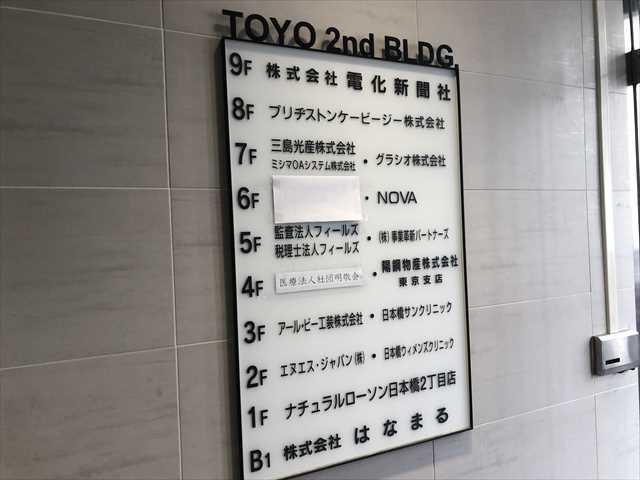 TOYO 2nd BLDG.
9F 株式会社 電化新聞社
8F ブリヂストンケービージー株式会社
7F 三島光産株式会社
ミシマOAシステム株式会社 • グラシオ株式会社
6F • NOVA
5F 監査法人フィールズ
税理士法人フィールズ • (株)事業革新パートナーズ
4F 医療法人社団明敬会 • 陽鋼物産株式会社
東京支店
3F アール・ビー工装株式会社 • 日本橋サンクリニック
2F エヌエス・ジャパン(株) • 日本橋ウィメンズクリニック
1F ナチュラルローソン日本橋2丁目店
B1 株式会社 はなまる